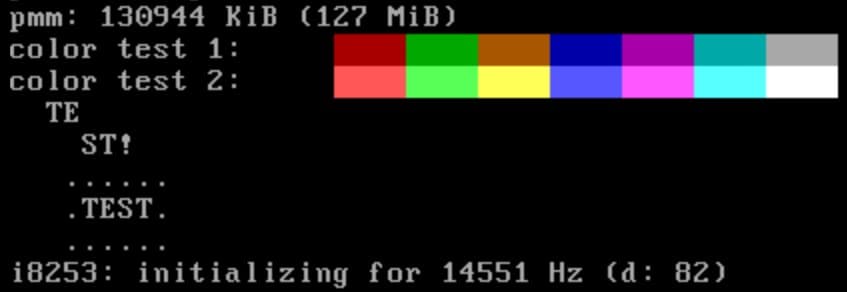 pmm: 130944 KiB (127 MiB)
color test 1:
color test 2:
TE
ST!
......
.TEST.
......
i8253: initializing for 14551 Hz (d: 82)